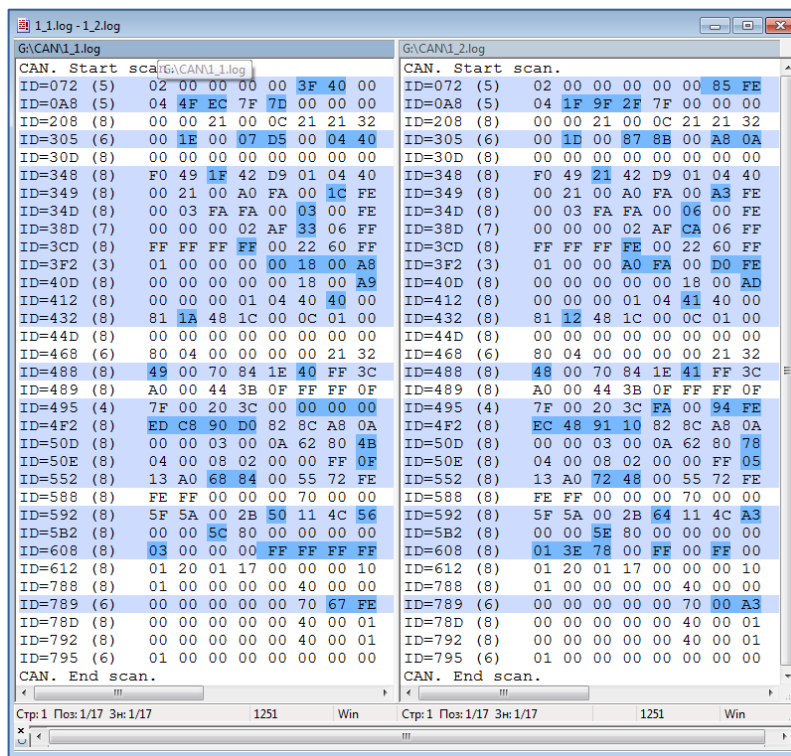 1_1.log - 1_2.log
G:\CAN\1_1.log
CAN. Start scan.
G:\CAN\1_1.log
ID=072 (5) 02 00 00 00 00 3F 40 00
ID=0A8 (5) 04 4F EC 7F 7D 00 00 00
ID=208 (8) 00 00 21 00 0C 21 21 32
ID=305 (6) 00 1E 00 07 D5 00 04 40
ID=30D (8) 00 00 00 00 00 00 00 00
ID=348 (8) F0 49 1F 42 D9 01 04 40
ID=349 (8) 00 21 00 A0 FA 00 1C FE
ID=34D (8) 00 03 FA FA 00 03 00 FE
ID=38D (7) 00 00 00 02 AF 33 06 FF
ID=3CD (8) FF FF FF FF 00 22 60 FF
ID=3F2 (3) 01 00 00 00 00 18 00 A8
ID=40D (8) 00 00 00 00 00 18 00 A9
ID=412 (8) 00 00 00 01 04 40 40 00
ID=432 (8) 81 1A 48 1C 00 0C 01 00
ID=44D (8) 00 00 00 00 00 00 00 00
ID=468 (6) 80 04 00 00 00 00 21 32
ID=488 (8) 49 00 70 84 1E 40 FF 3C
ID=489 (8) A0 00 44 3B 0F FF FF 0F
ID=495 (4) 7F 00 20 3C 00 00 00 00
ID=4F2 (8) ED C8 90 D0 82 8C A8 0A
ID=50D (8) 00 00 03 00 0A 62 80 4B
ID=50E (8) 04 00 08 02 00 00 FF 0F
ID=552 (8) 13 A0 68 84 00 55 72 FE
ID=588 (8) FE FF 00 00 00 70 00 00
ID=592 (8) 5F 5A 00 2B 50 11 4C 56
ID=5B2 (8) 00 00 5C 80 00 00 00 00
ID=608 (8) 03 00 00 00 FF FF FF FF
ID=612 (8) 01 20 01 17 00 00 00 10
ID=788 (8) 01 00 00 00 00 40 00 00
ID=789 (6) 00 00 00 00 00 70 67 FE
ID=78D (8) 00 00 00 00 00 40 00 01
ID=792 (8) 00 00 00 00 00 40 00 01
ID=795 (6) 01 00 00 00 00 00 00 00
CAN. End scan.
Стр: 1 Поз: 1/17 Зн: 1/17 1251 Win
G:\CAN\1_2.log
CAN. Start scan.
ID=072 (5) 02 00 00 00 00 00 85 FE
ID=0A8 (5) 04 1F 9F 2F 7F 00 00 00
ID=208 (8) 00 00 21 00 0C 21 21 32
ID=305 (6) 00 1D 00 87 8B 00 A8 0A
ID=30D (8) 00 00 00 00 00 00 00 00
ID=348 (8) F0 49 21 42 D9 01 04 40
ID=349 (8) 00 21 00 A0 FA 00 A3 FE
ID=34D (8) 00 03 FA FA 00 06 00 FE
ID=38D (7) 00 00 00 02 AF CA 06 FF
ID=3CD (8) FF FF FF FE 00 22 60 FF
ID=3F2 (3) 01 00 00 A0 FA 00 D0 FE
ID=40D (8) 00 00 00 00 00 18 00 AD
ID=412 (8) 00 00 00 01 04 41 40 00
ID=432 (8) 81 12 48 1C 00 0C 01 00
ID=44D (8) 00 00 00 00 00 00 00 00
ID=468 (6) 80 04 00 00 00 00 21 32
ID=488 (8) 48 00 70 84 1E 41 FF 3C
ID=489 (8) A0 00 44 3B 0F FF FF 0F
ID=495 (4) 7F 00 20 3C FA 00 94 FE
ID=4F2 (8) EC 48 91 10 82 8C A8 0A
ID=50D (8) 00 00 03 00 0A 62 80 78
ID=50E (8) 04 00 08 02 00 00 FF 05
ID=552 (8) 13 A0 72 48 00 55 72 FE
ID=588 (8) FE FF 00 00 00 70 00 00
ID=592 (8) 5F 5A 00 2B 64 11 4C A3
ID=5B2 (8) 00 00 5E 80 00 00 00 00
ID=608 (8) 01 3E 78 00 FF 00 FF 00
ID=612 (8) 01 20 01 17 00 00 00 10
ID=788 (8) 01 00 00 00 00 40 00 00
ID=789 (6) 00 00 00 00 00 70 00 A3
ID=78D (8) 00 00 00 00 00 40 00 01
ID=792 (8) 00 00 00 00 00 40 00 01
ID=795 (6) 01 00 00 00 00 00 00 00
CAN. End scan.
Стр: 1 Поз: 1/17 Зн: 1/17 1251 Win